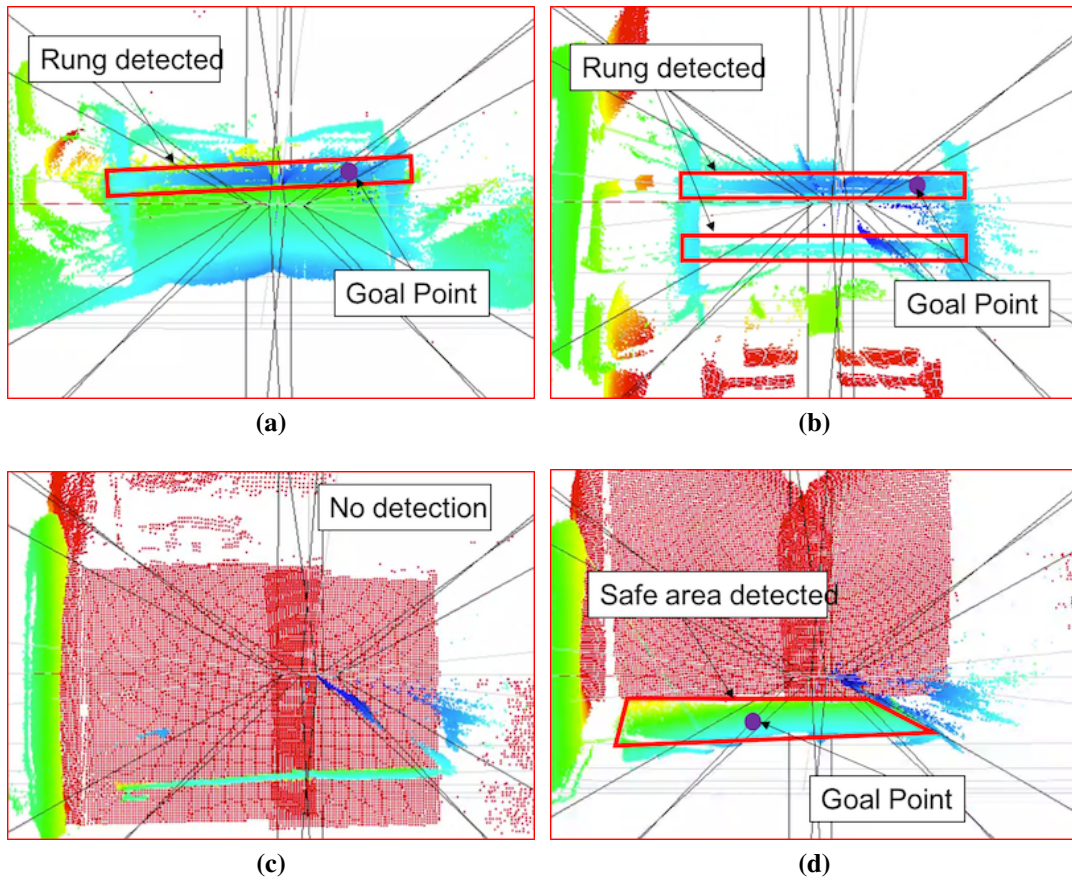 Rung detected
Goal Point
(a)
Rung detected
Goal Point
(b)
No detection
(c)
Safe area detected
Goal Point
(d)